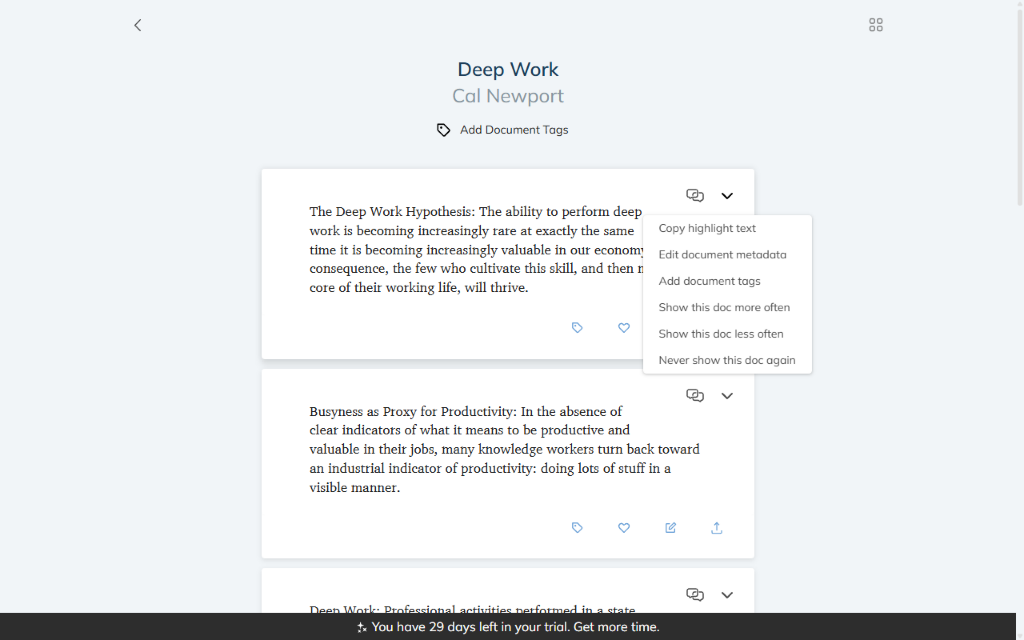 Deep Work
Cal Newport
Add Document Tags
The Deep Work Hypothesis: The ability to perform deep
work is becoming increasingly rare at exactly the same
time it is becoming increasingly valuable in our economy
consequence, the few who cultivate this skill, and then
core of their working life, will thrive.
Copy highlight text
Edit document metadata
Add document tags
Show this doc more often
Show this doc less often
Never show this doc again
Busyness as Proxy for Productivity: In the absence of
clear indicators of what it means to be productive and
valuable in their jobs, many knowledge workers turn back toward
an industrial indicator of productivity: doing lots of stuff in a
visible manner.
Deep Work: Professional activities performed in a state
You have 29 days left in your trial. Get more time.